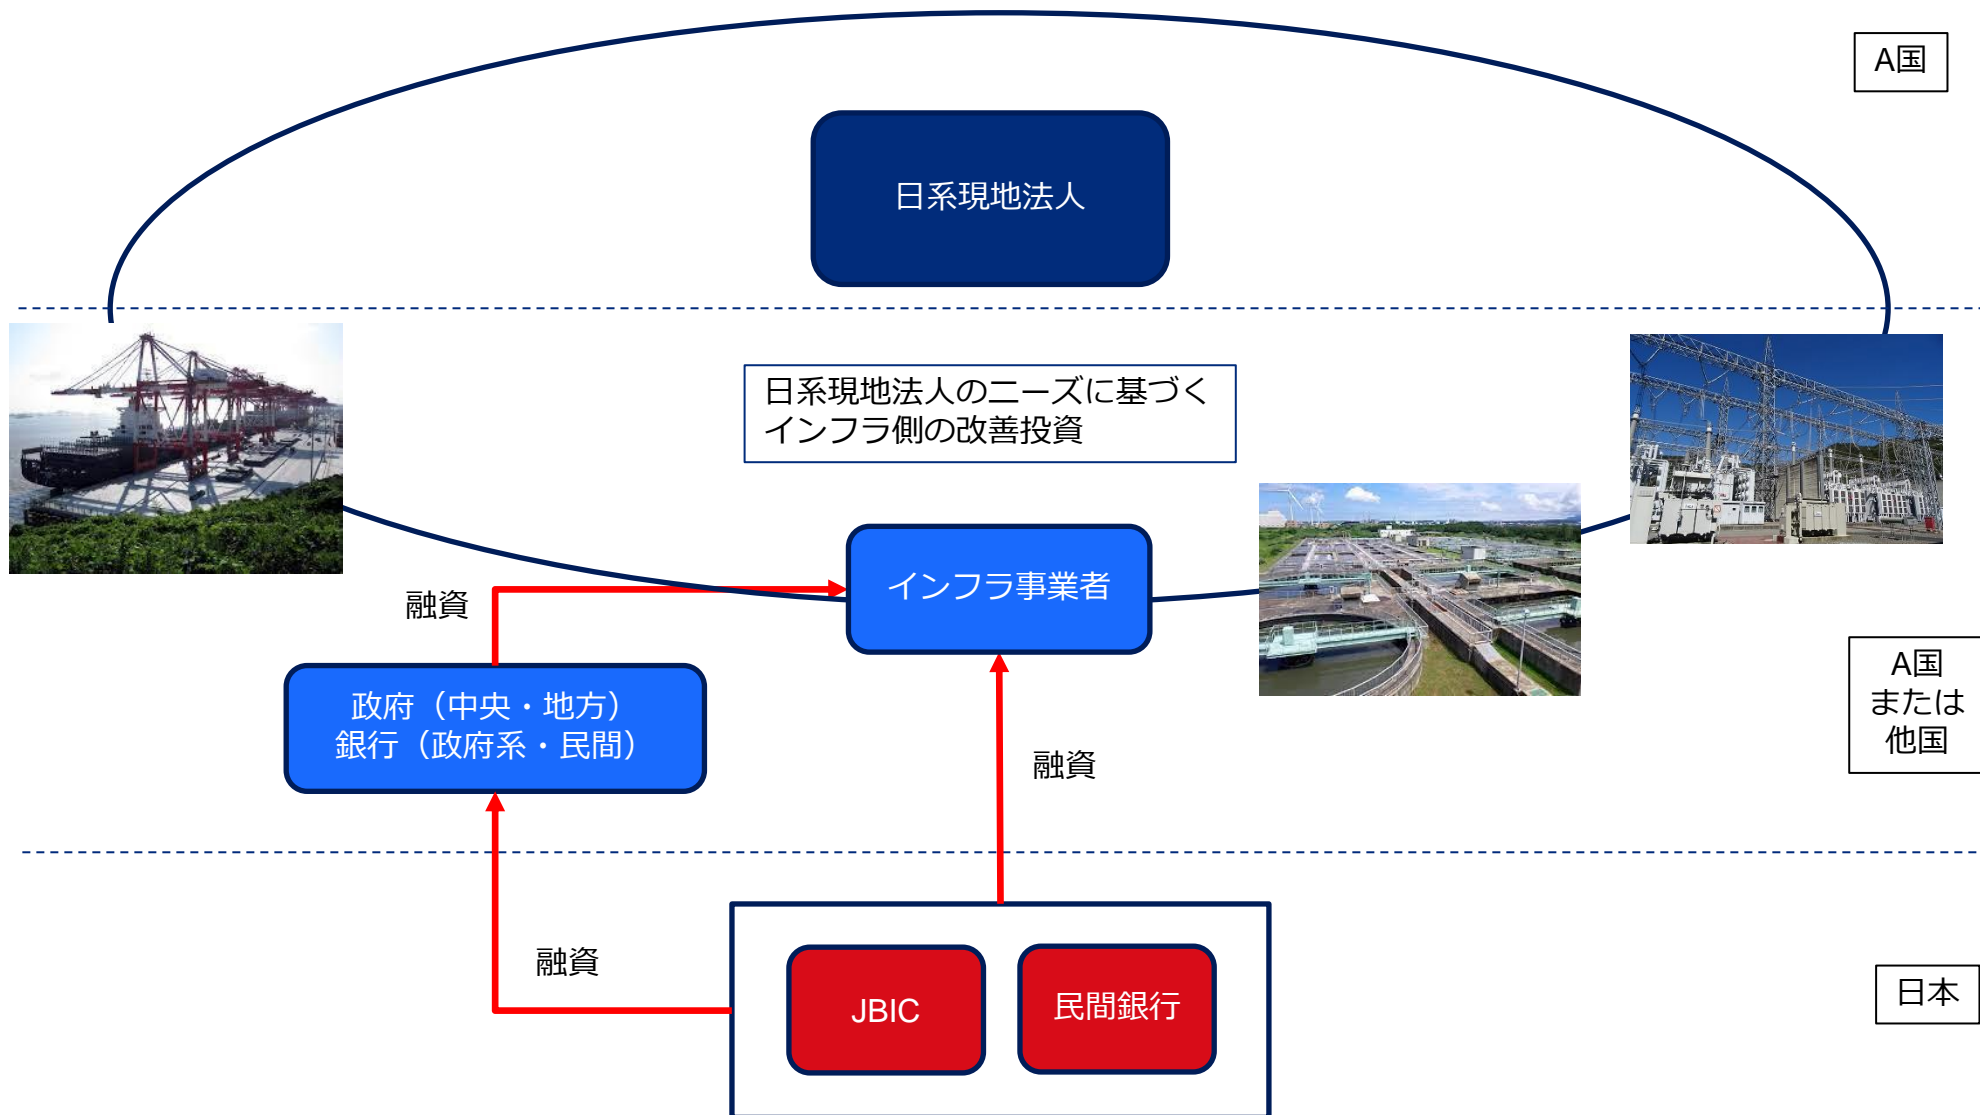 A国
日系現地法人
日系現地法人のニーズに基づく
インフラ側の改善投資
インフラ事業者
融資
政府（中央・地方）
銀行（政府系・民間）
融資
A国
または
他国
融資
JBIC
民間銀行
日本